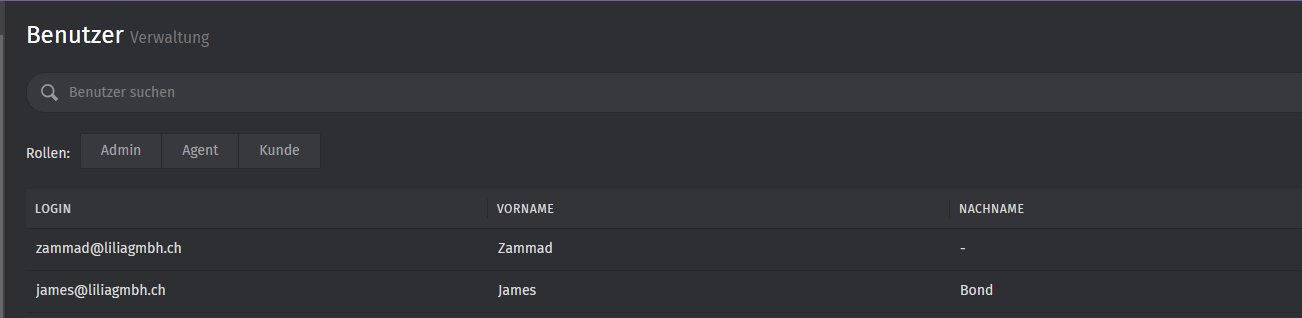 Benutzer Verwaltung
Benutzer suchen
Rollen: Admin Agent Kunde
LOGIN VORNAME NACHNAME
zammad@liliagmbh.ch Zammad -
james@liliagmbh.ch James Bond